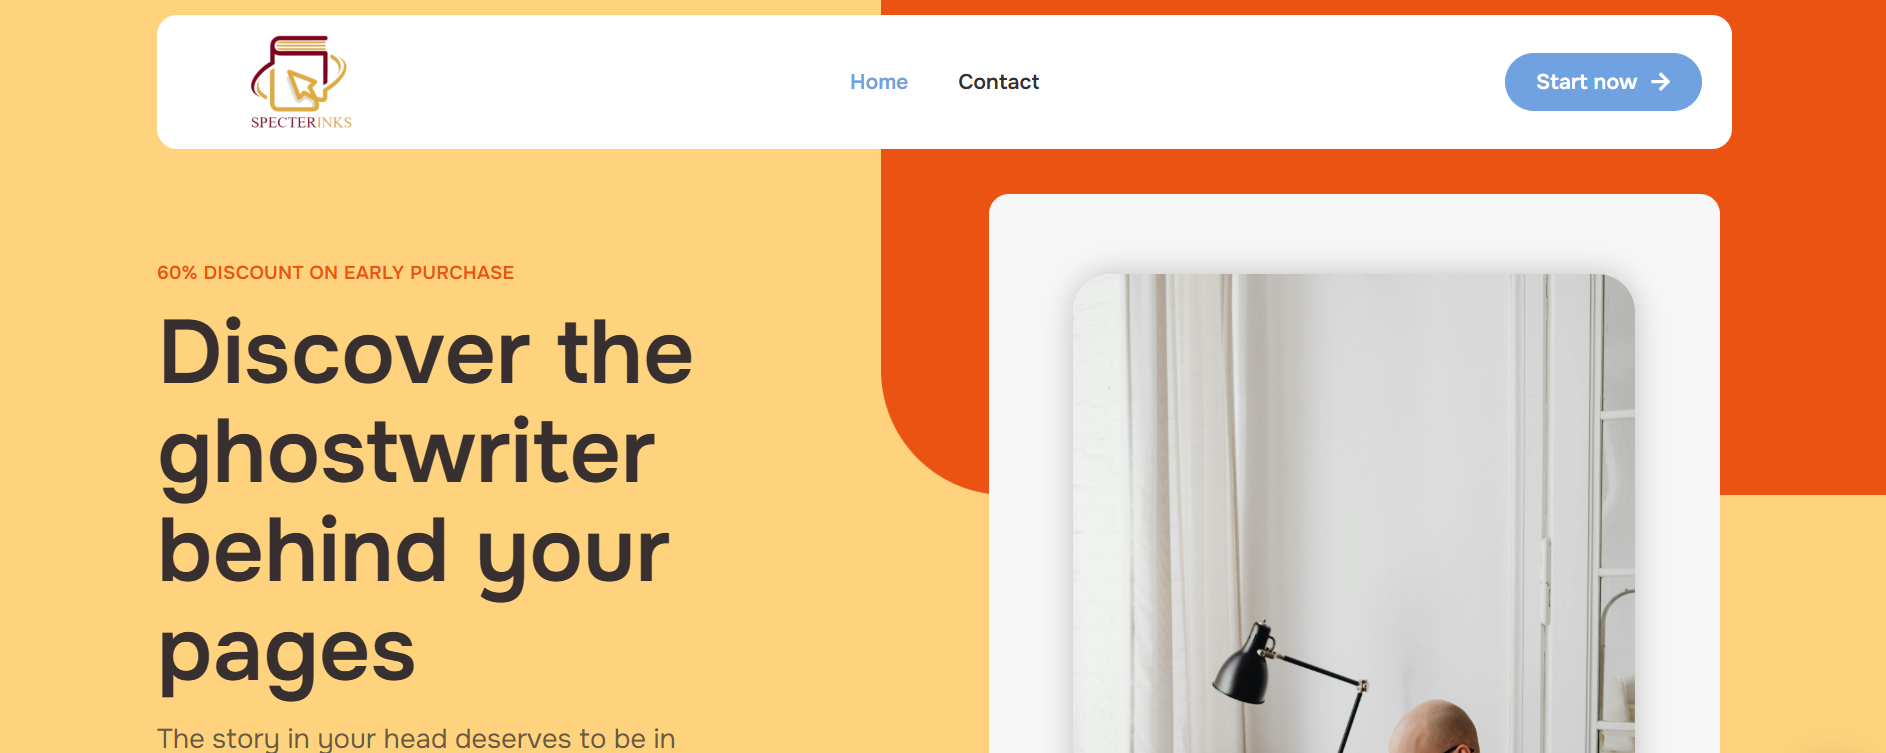 SPECTERINKS
Home
Contact
Start now
60% DISCOUNT ON EARLY PURCHASE
Discover the
ghostwriter
behind your
pages
The story in your head deserves to be in